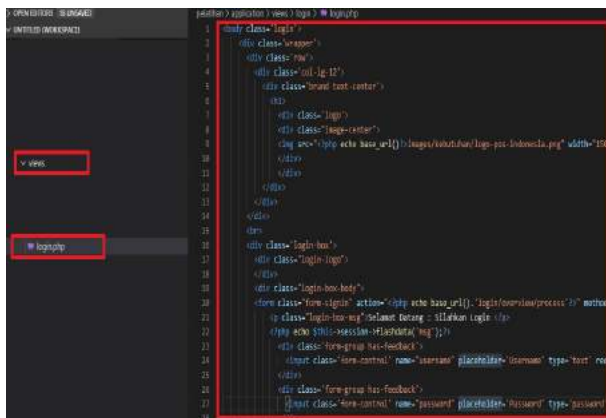 > OPEN EDITORS 18 UNSAVED
∨ UNTITLED (WORKSPACE)
∨ views
login.php
pelatihan > application > views > login > login.php
1 <body class="login">
2 <div class="wrapper">
3 <div class="row">
4 <div class="col-lg-12">
5 <div class="brand text-center">
6 <h1>
7 <div class="logo">
8 <div class="image-center">
9 <img src="<?php echo base_url()?>images/kebutuhan/logo-pos-indonesia.png" width="150
10 </div>
11 </div>
12 </div>
13 </div>
14 </div>
15 <br>
16 <div class="login-box">
17 <div class="login-logo">
18 </div>
19 <div class="login-box-body">
20 <form class="form-signin" action="<?php echo base_url().'login/overview/process'?>" method
21 <p class="login-box-msg">Selamat Datang : Silahkan Login </p>
22 <?php echo $this->session->flashdata('msg');?>
23 <div class="form-group has-feedback">
24 <input class="form-control" name="username" placeholder="Username" type="text" req
25 </div>
26 <div class="form-group has-feedback">
27 <input class="form-control" name="password" placeholder="Password" type="password"